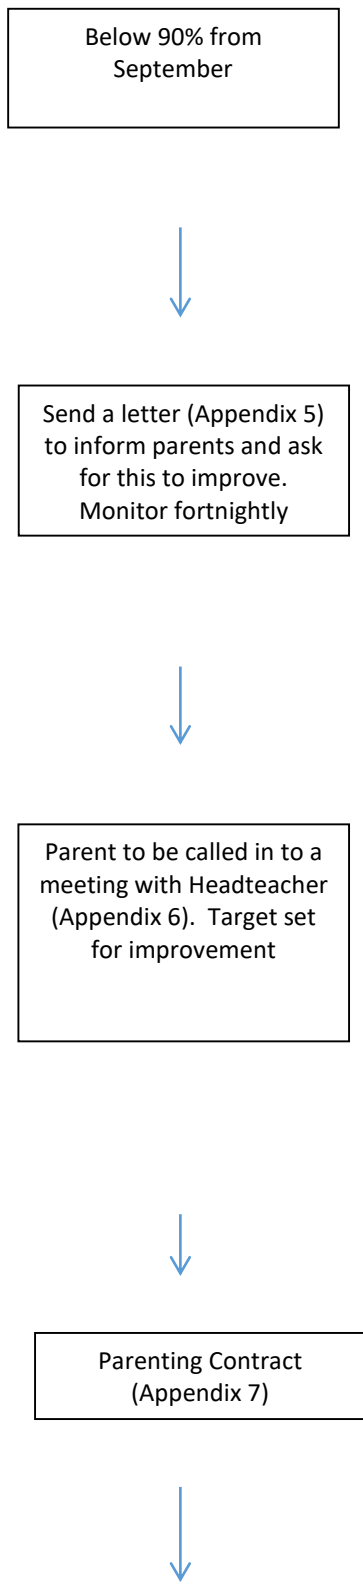 Below 90% from
September
Send a letter (Appendix 5)
to inform parents and ask
for this to improve.
Monitor fortnightly
Parent to be called in to a
meeting with Headteacher
(Appendix 6).  Target set
for improvement
Parenting Contract
(Appendix 7)